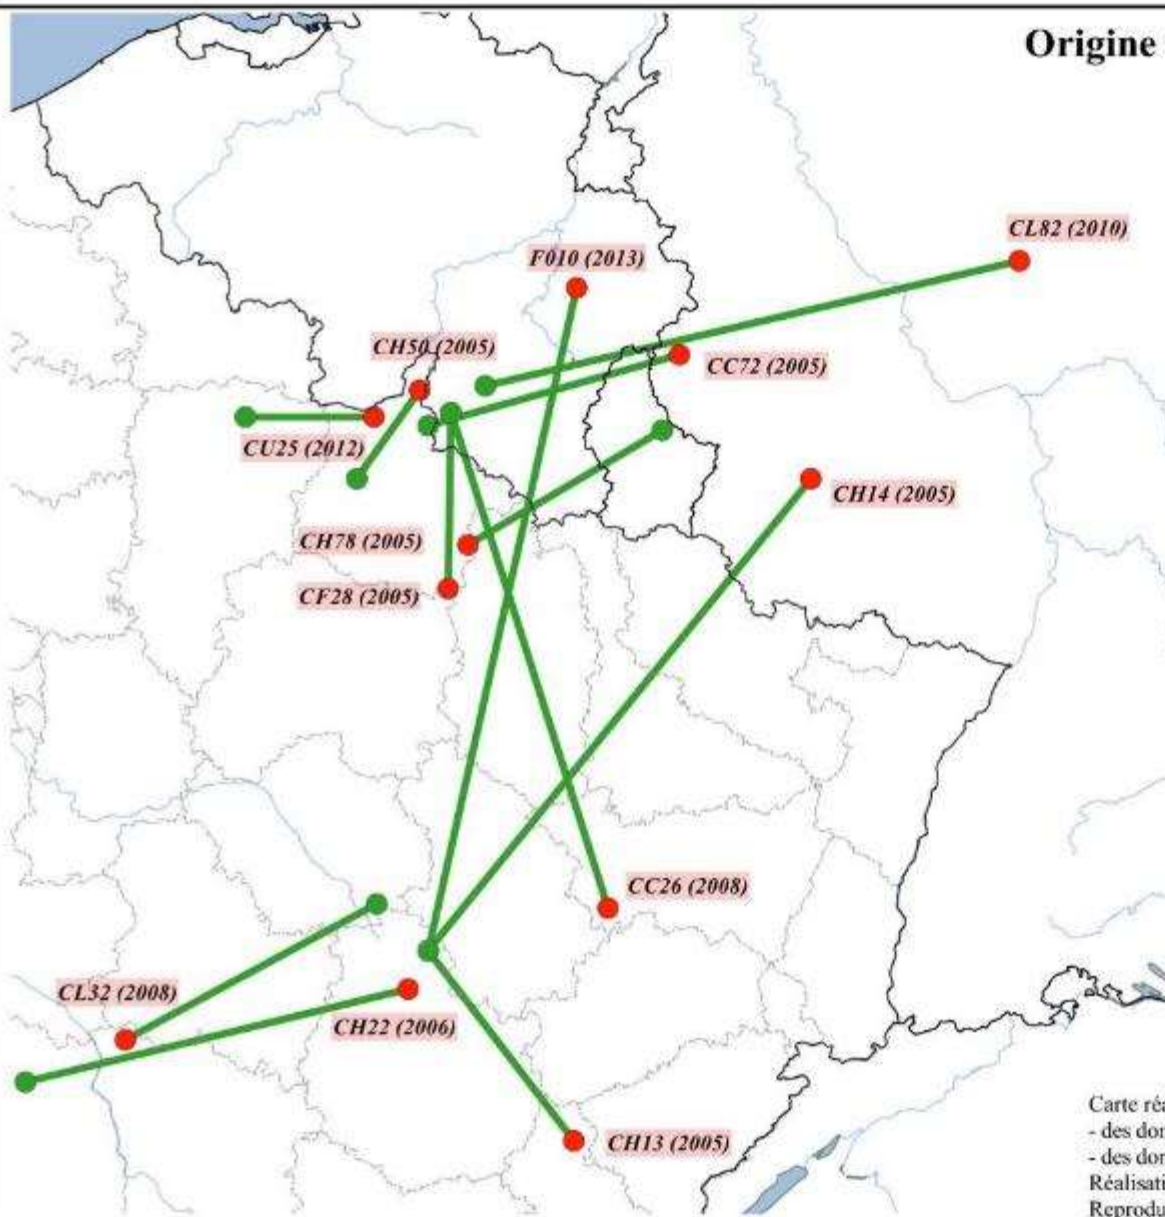 Origine
CL82 (2010)
F010 (2013)
CH50 (2005)
CC72 (2005)
CU25 (2012)
CH14 (2005)
CH78 (2005)
CF28 (2005)
CC26 (2008)
CL32 (2008)
CH22 (2006)
CH13 (2005)
Carte réa
- des don
- des don
Réalisati
Reprodu